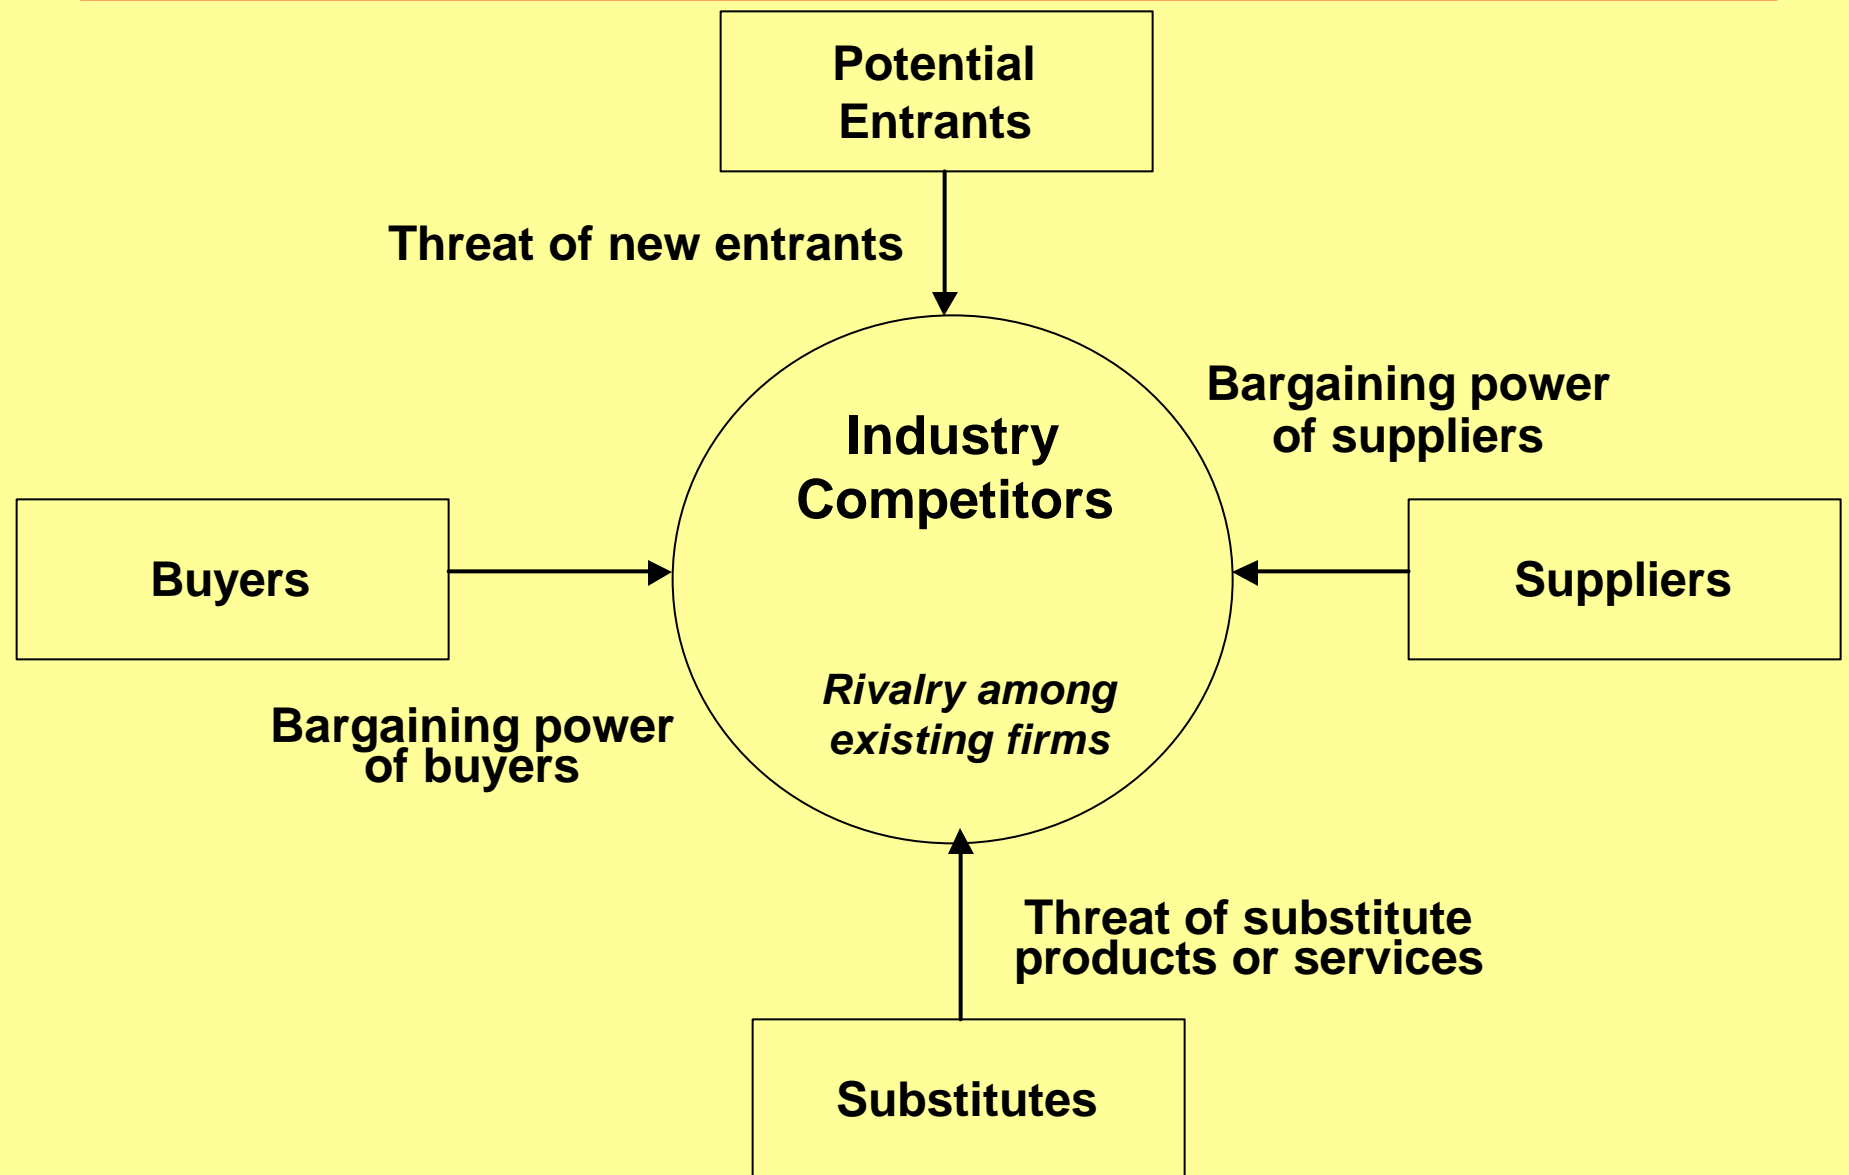 Potential
Entrants
Threat of new entrants
Bargaining power
of suppliers
Industry
Competitors
Buyers
Suppliers
Rivalry among
existing firms
Bargaining power
of buyers
Threat of substitute
products or services
Substitutes